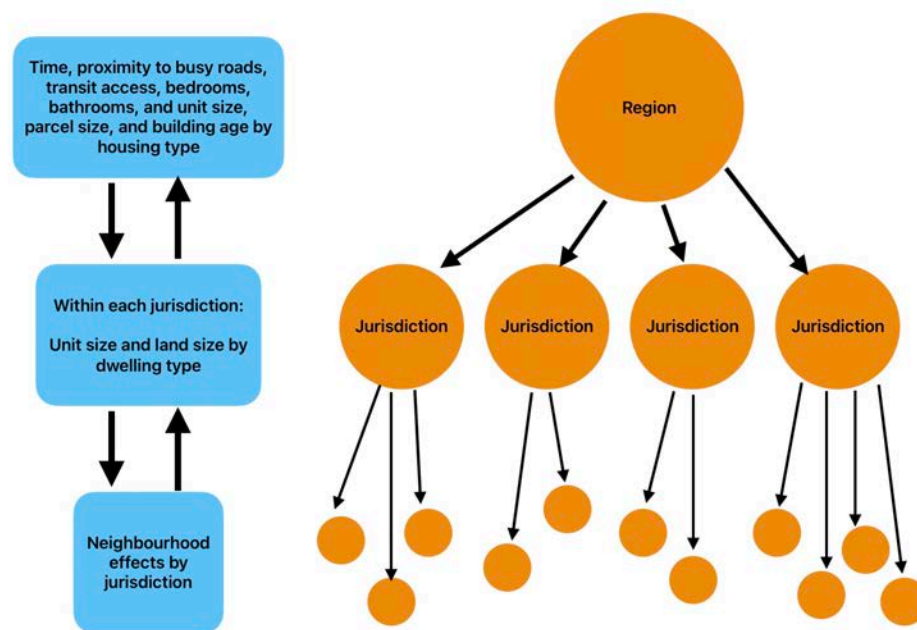 Time, proximity to busy roads,
transit access, bedrooms,
bathrooms, and unit size,
parcel size, and building age by
housing type
Within each jurisdiction:
Unit size and land size by
dwelling type
Neighbourhood
effects by
jurisdiction
Region
Jurisdiction
Jurisdiction
Jurisdiction
Jurisdiction